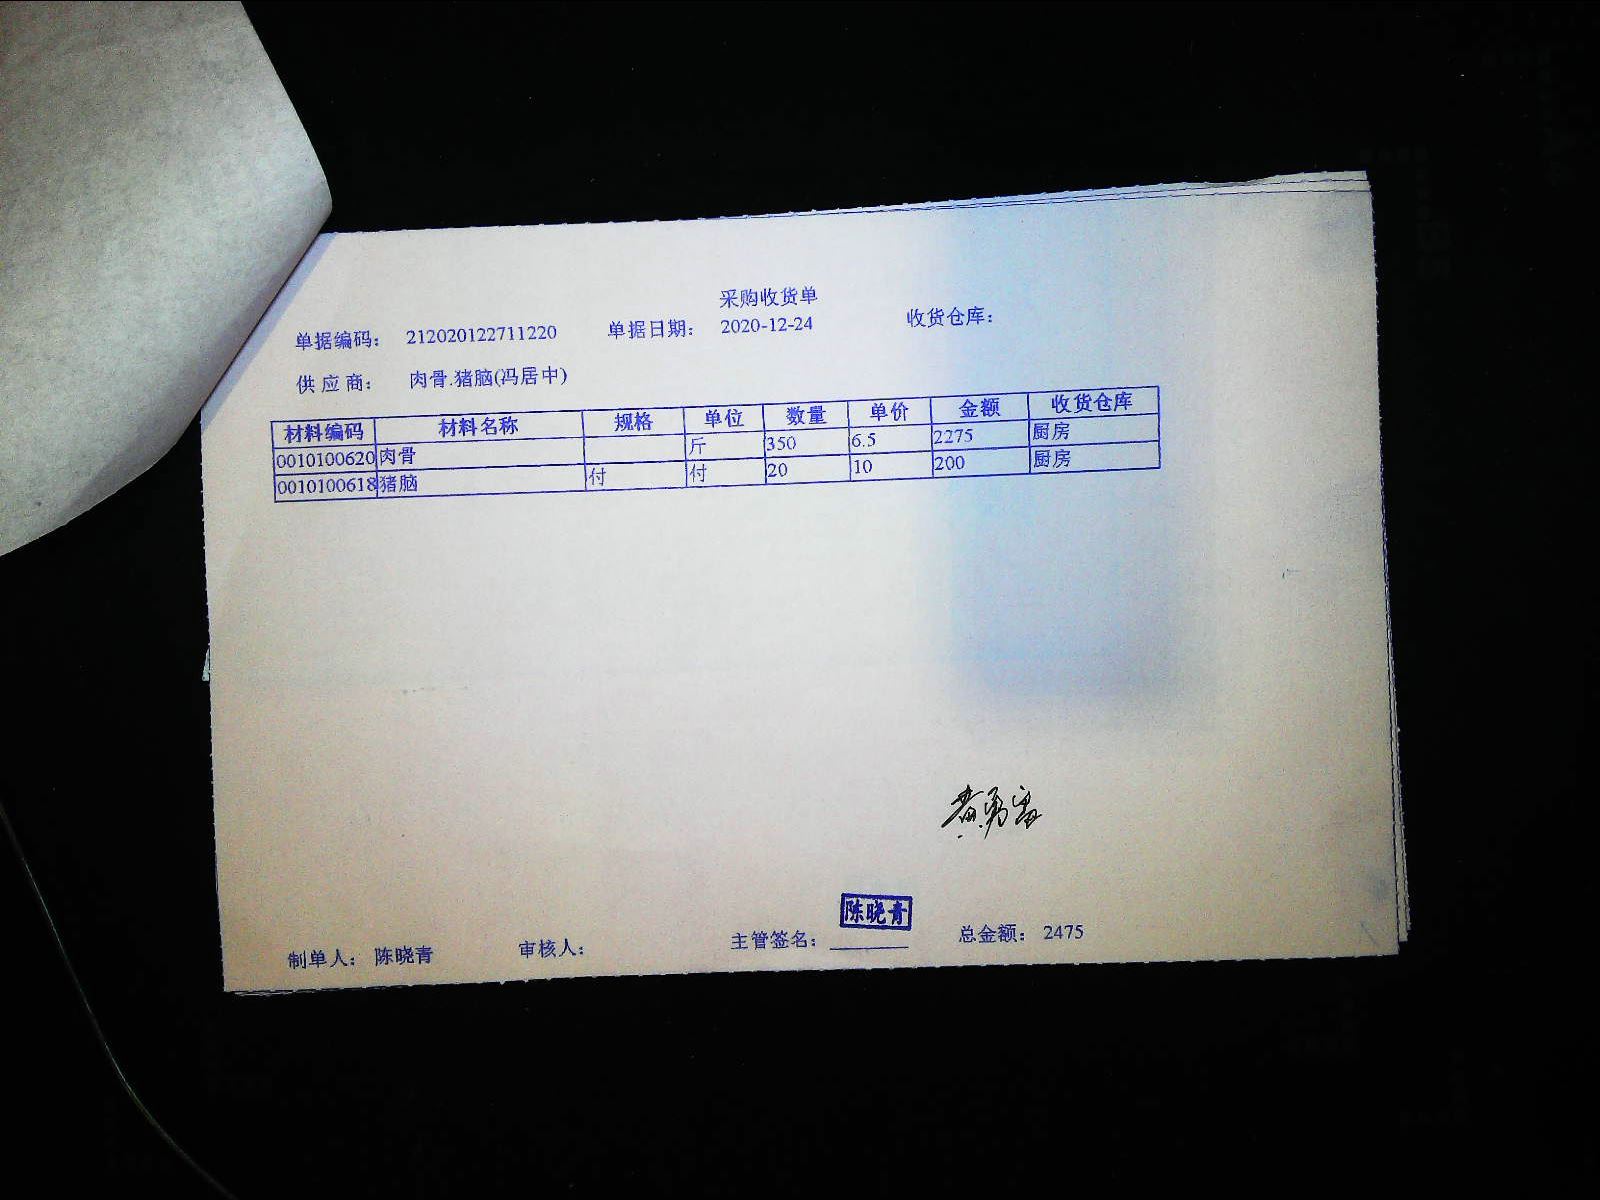 采购收货单
单据编码： 212020122711220 单据日期： 2020-12-24 收货仓库：
供 应 商： 肉骨.猪脑(冯居中)
材料编码 材料名称 规格 单位 数量 单价 金额 收货仓库
0010100620 肉骨 斤 350 6.5 2275 厨房
0010100618 猪脑 付 付 20 10 200 厨房
陈晓青
制单人： 陈晓青 审核人： 主管签名： 总金额： 2475